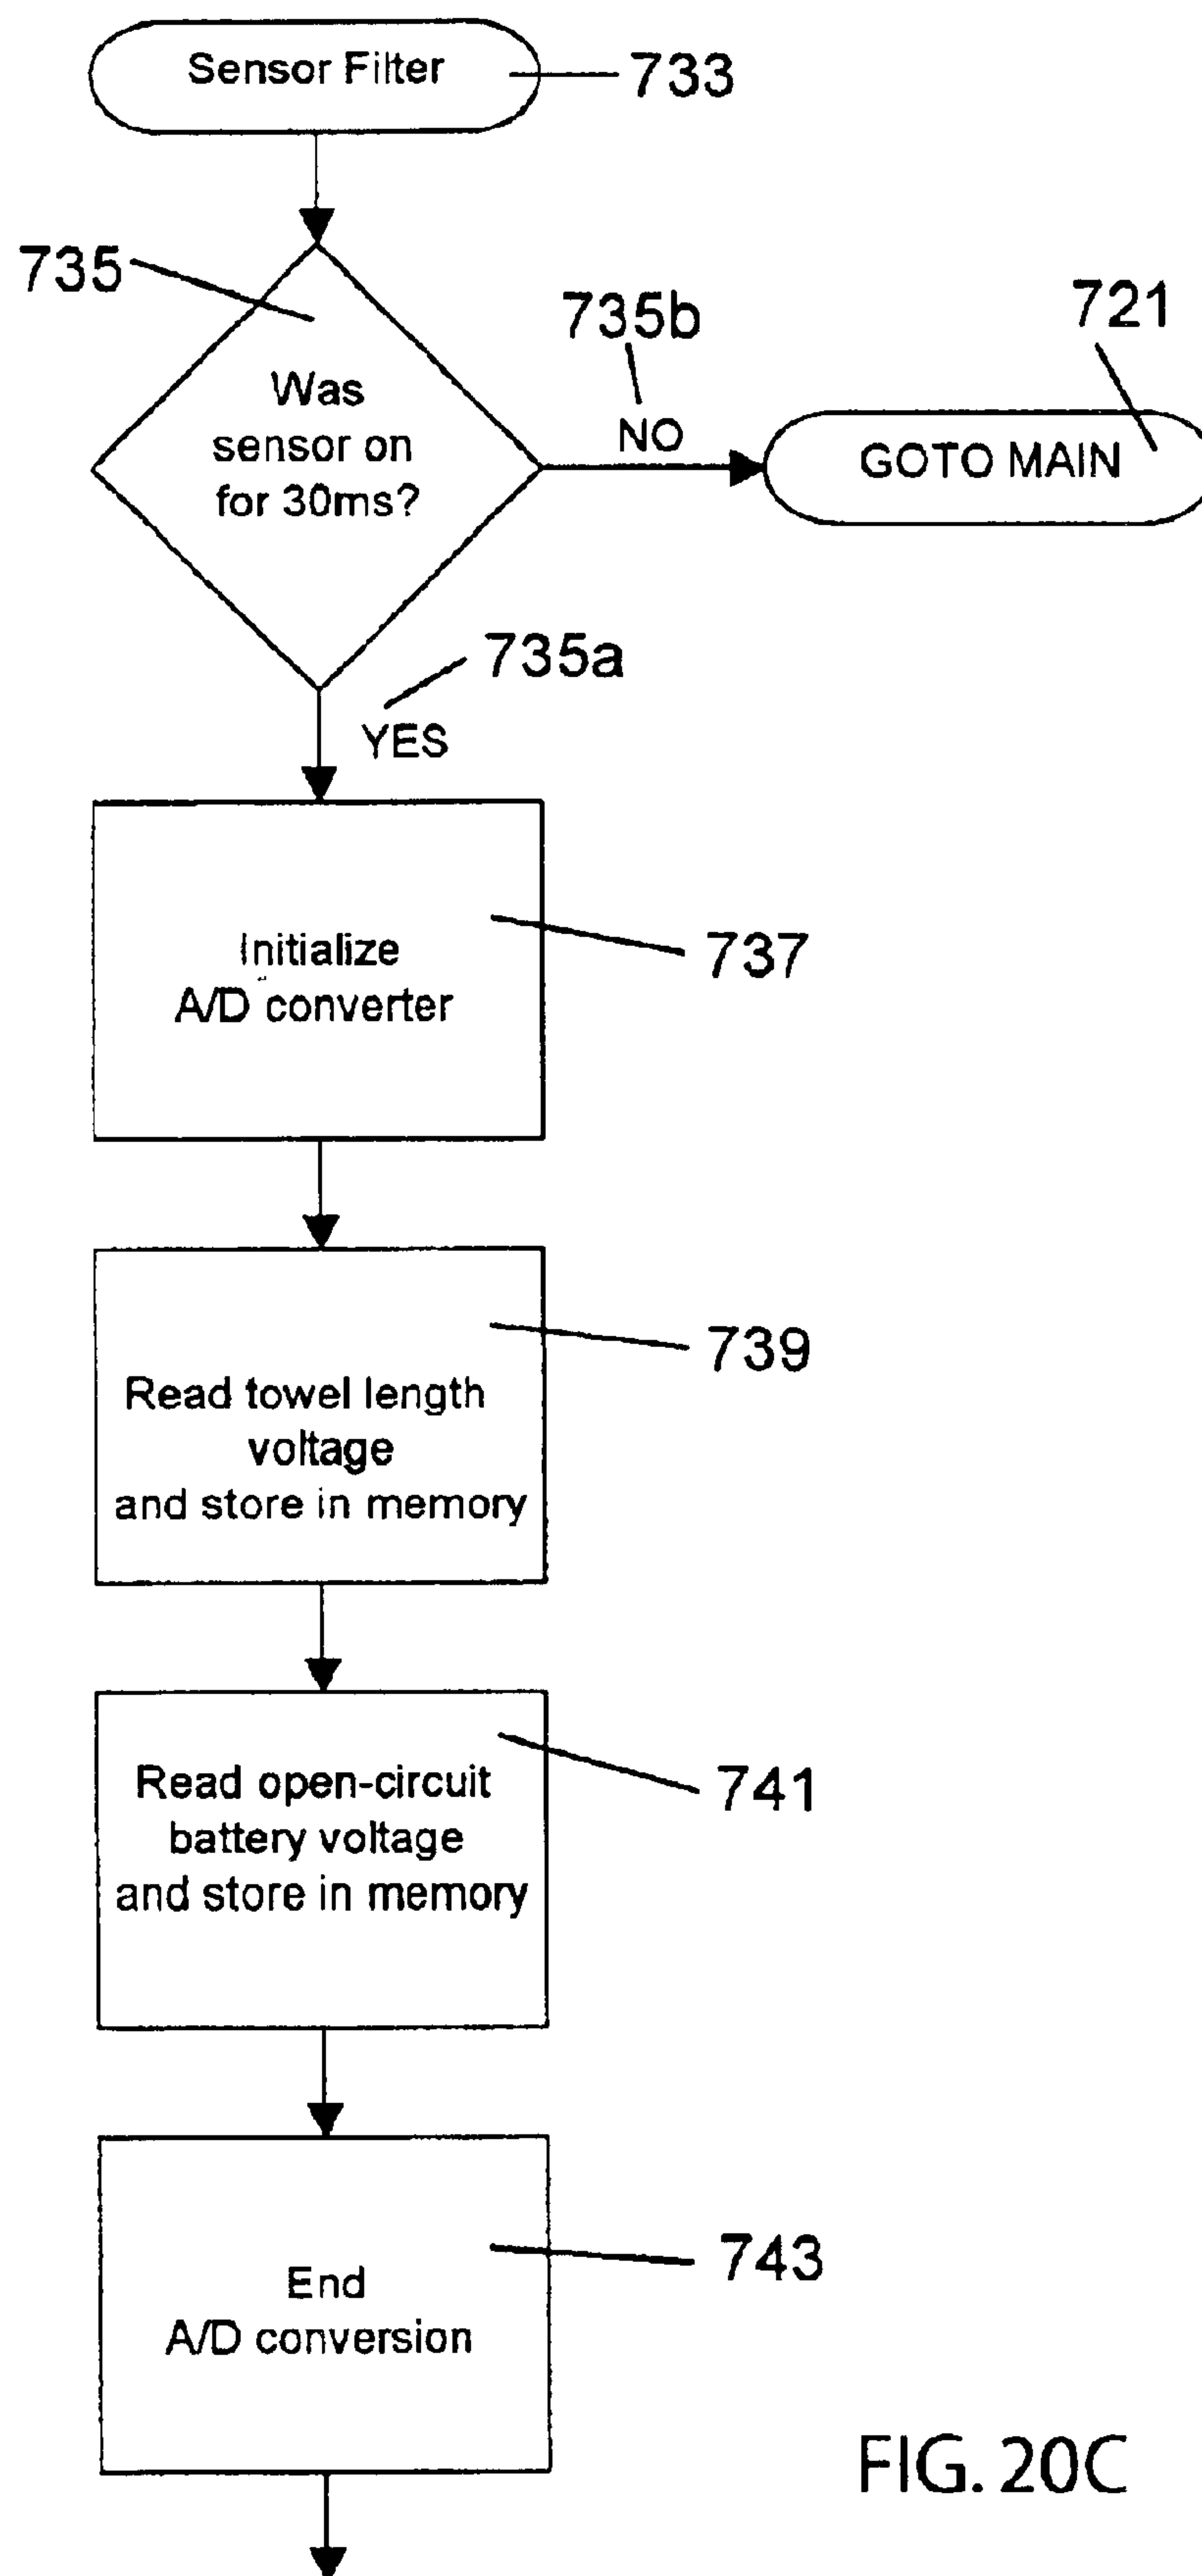 Sensor Filter
733
735
735b
721
Was
sensor on
for 30ms?
NO
GOTO MAIN
735a
YES
737
Initialize
A/D converter
739
Read towel length
voltage
and store in memory
741
Read open-circuit
battery voltage
and store in memory
743
End
A/D conversion
FIG. 20C